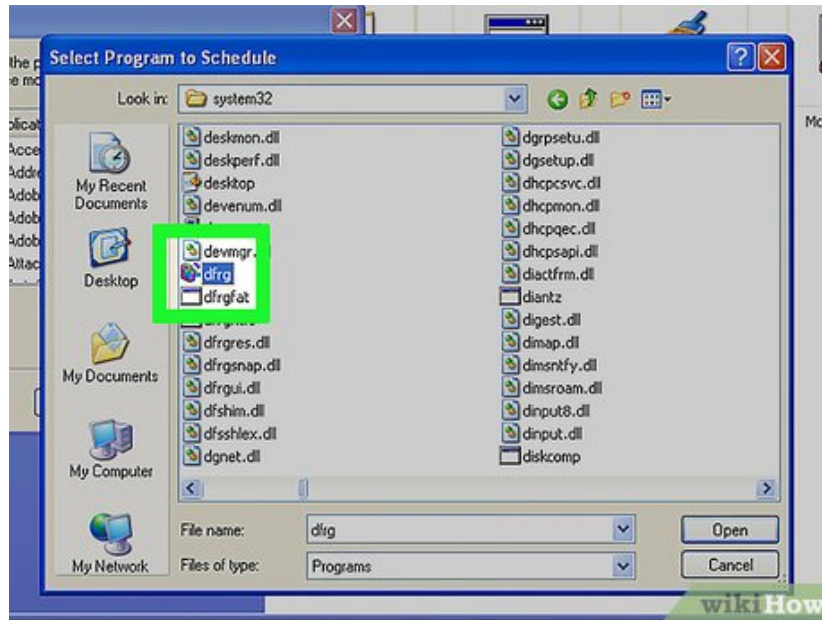 the p
Select Program to Schedule
Look in:
system32
My Recent
Documents
Desktop
My Documents
My Computer
My Network
deskmon.dll
deskperf.dll
desktop
devenum.dll
devmgr.
dfrg
dfrgfat
dfrgres.dll
dfrgsnap.dll
dfrgui.dll
dfshim.dll
dfsshlex.dll
dgnet.dll
dgrpsetu.dll
dgsetup.dll
dhcpcsvc.dll
dhcpmon.dll
dhcpqec.dll
dhcpsapi.dll
diactfrm.dll
diantz
digest.dll
dimap.dll
dimsntfy.dll
dimsroam.dll
dinput8.dll
dinput.dll
diskcomp
File name:
dfrg
Open
Files of type:
Programs
Cancel
wikiHow